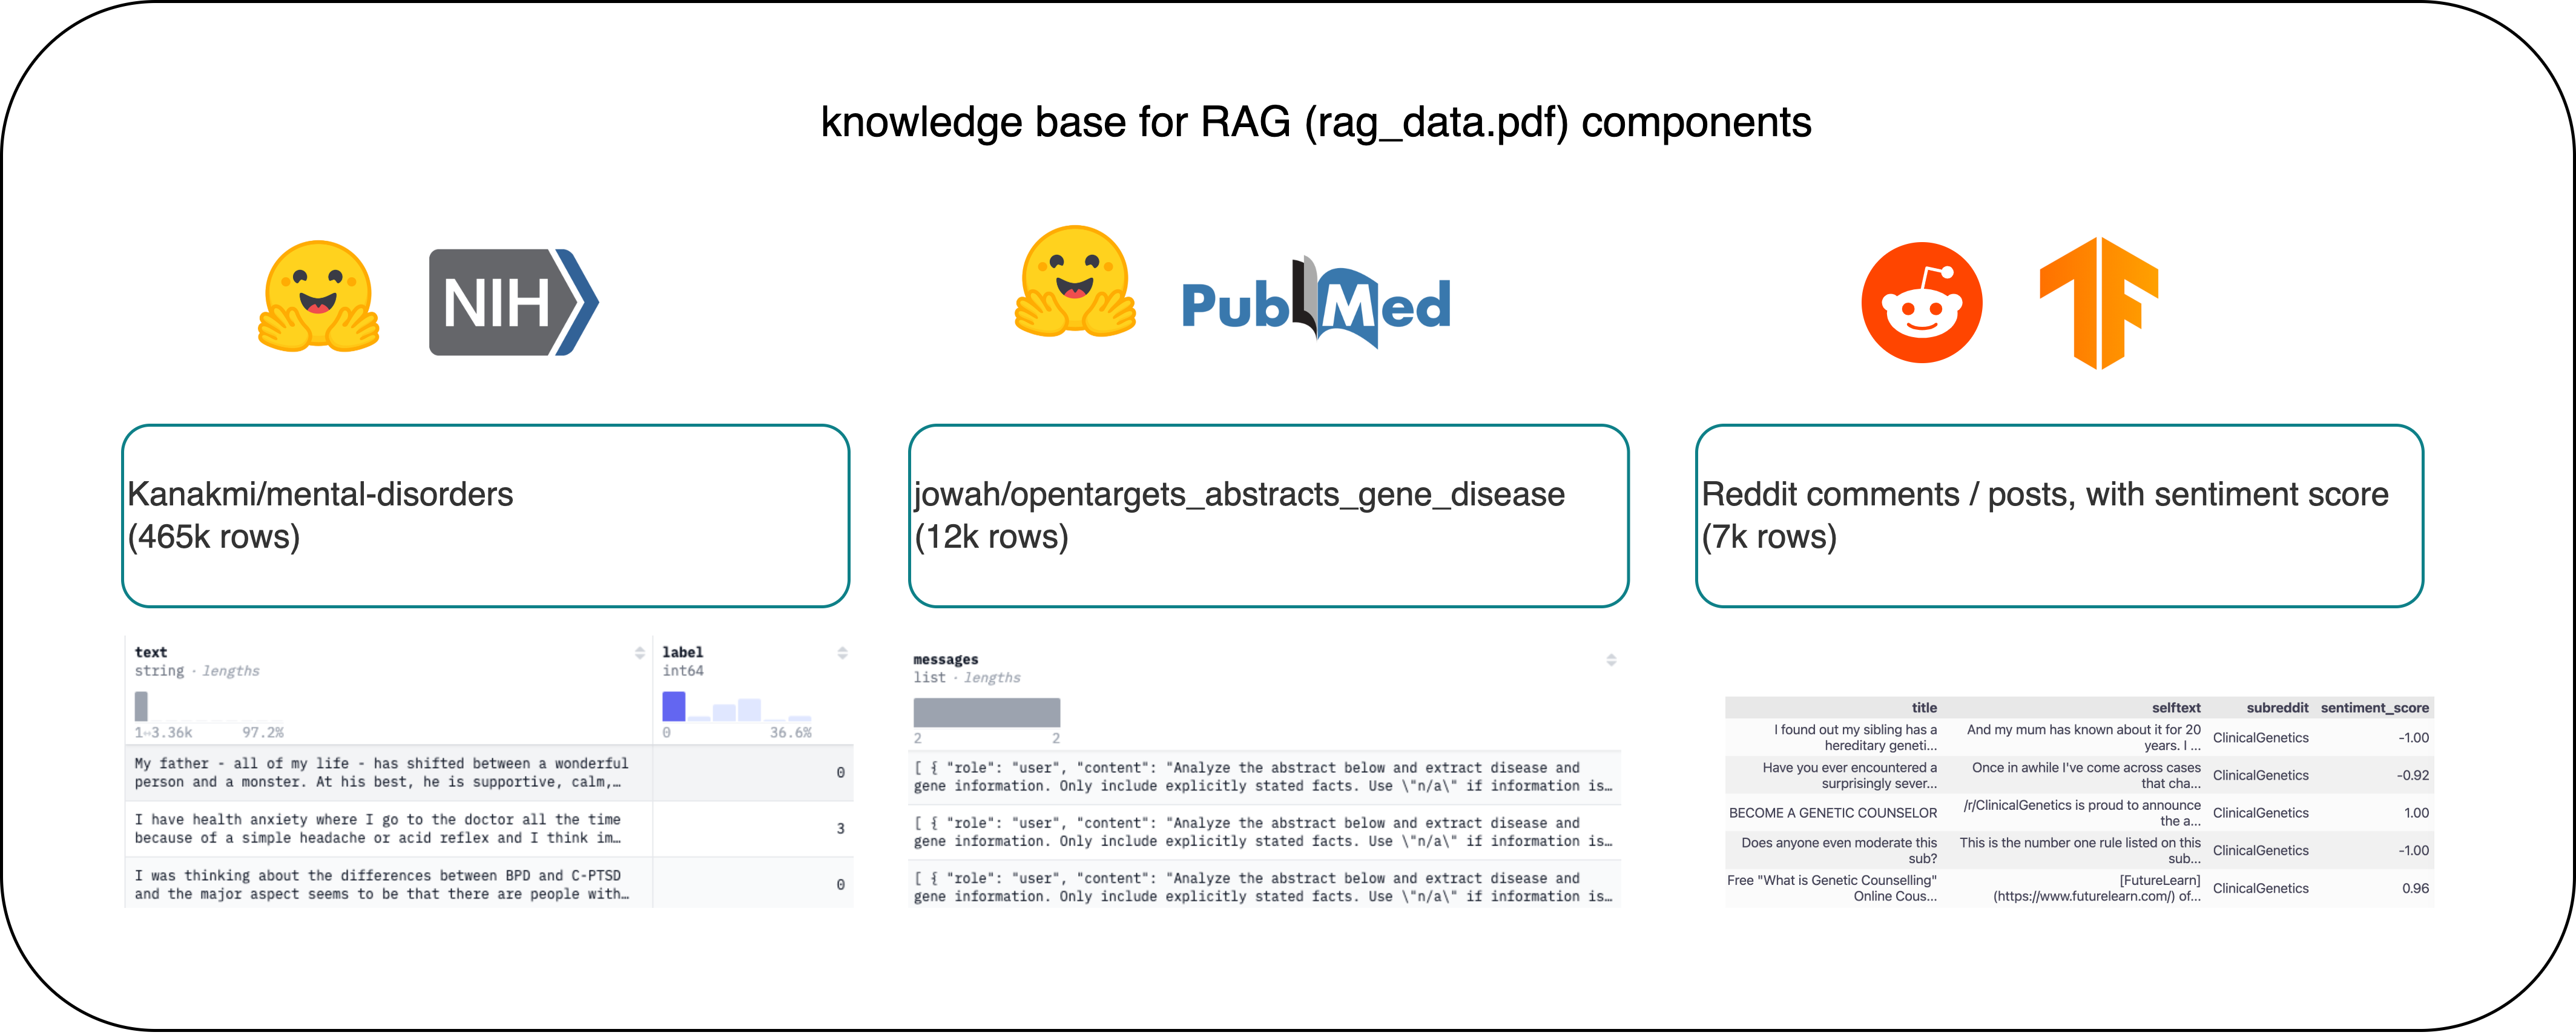 knowledge base for RAG (rag_data.pdf) components
NIH
PubMed
Kanakmi/mental-disorders
(465k rows)
jowah/opentargets_abstracts_gene_disease
(12k rows)
Reddit comments / posts, with sentiment score
(7k rows)
text
string · lengths
1↔3.36k 97.2%
label
int64
0 36.6%
My father - all of my life - has shifted between a wonderful
person and a monster. At his best, he is supportive, calm,…
0
I have health anxiety where I go to the doctor all the time
because of a simple headache or acid reflex and I think im…
3
I was thinking about the differences between BPD and C-PTSD
and the major aspect seems to be that there are people with…
0
messages
list · lengths
2 2
[ { "role": "user", "content": "Analyze the abstract below and extract disease and
gene information. Only include explicitly stated facts. Use \"n/a\" if information is…
[ { "role": "user", "content": "Analyze the abstract below and extract disease and
gene information. Only include explicitly stated facts. Use \"n/a\" if information is…
[ { "role": "user", "content": "Analyze the abstract below and extract disease and
gene information. Only include explicitly stated facts. Use \"n/a\" if information is…
title selftext subreddit sentiment_score
I found out my sibling has a
hereditary geneti...
And my mum has known about it for 20
years. I ...
ClinicalGenetics
-1.00
Have you ever encountered a
surprisingly sever...
Once in awhile I've come across cases
that cha...
ClinicalGenetics
-0.92
BECOME A GENETIC COUNSELOR
/r/ClinicalGenetics is proud to announce
the a...
ClinicalGenetics
1.00
Does anyone even moderate this
sub?
This is the number one rule listed on this
sub...
ClinicalGenetics
-1.00
Free "What is Genetic Counselling"
Online Cous...
[FutureLearn]
(https://www.futurelearn.com/) of...
ClinicalGenetics
0.96